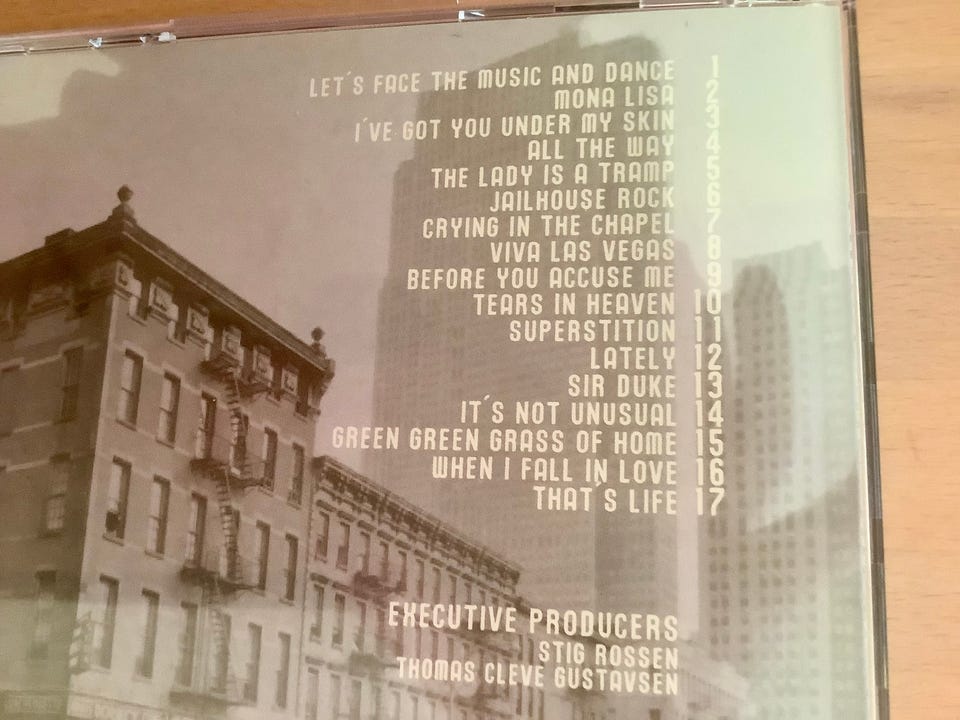 LET´S FACE THE MUSIC AND DANCE 1
MONA LISA 2
I´VE GOT YOU UNDER MY SKIN 3
ALL THE WAY 4
THE LADY IS A TRAMP 5
JAILHOUSE ROCK 6
CRYING IN THE CHAPEL 7
VIVA LAS VEGAS 8
BEFORE YOU ACCUSE ME 9
TEARS IN HEAVEN 10
SUPERSTITION 11
LATELY 12
SIR DUKE 13
IT´S NOT UNUSUAL 14
GREEN GREEN GRASS OF HOME 15
WHEN I FALL IN LOVE 16
THAT´S LIFE 17
EXECUTIVE PRODUCERS
STIG ROSSEN
THOMAS CLEVE GUSTAVSEN